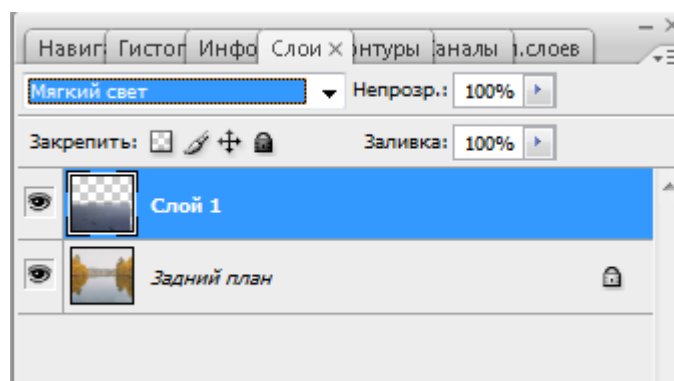 Навиг Гистог Инфо Слои нтуры аналы .слоев
Мягкий свет Непрозр.: 100%
Закрепить: Заливка: 100%
Слой 1
Задний план